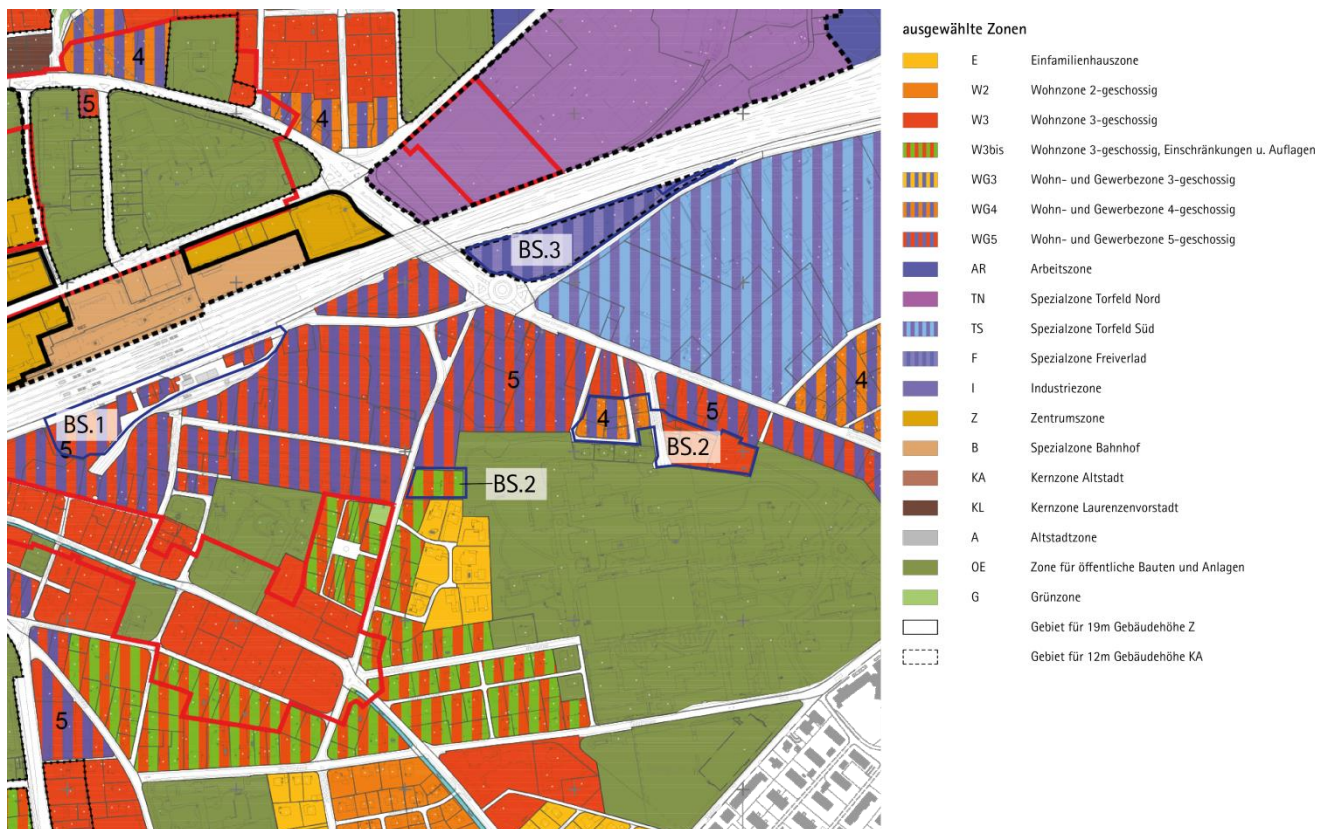 4
5
4
BS.3
5
4
5
4
BS.1
5
BS.2
BS.2
5
ausgewählte Zonen
E Einfamilienhauszone
W2 Wohnzone 2-geschossig
W3 Wohnzone 3-geschossig
W3bis Wohnzone 3-geschossig, Einschränkungen u. Auflagen
WG3 Wohn- und Gewerbezone 3-geschossig
WG4 Wohn- und Gewerbezone 4-geschossig
WG5 Wohn- und Gewerbezone 5-geschossig
AR Arbeitszone
TN Spezialzone Torfeld Nord
TS Spezialzone Torfeld Süd
F Spezialzone Freiverlad
I Industriezone
Z Zentrumszone
B Spezialzone Bahnhof
KA Kernzone Altstadt
KL Kernzone Laurenzenvorstadt
A Altstadtzone
OE Zone für öffentliche Bauten und Anlagen
G Grünzone
Gebiet für 19m Gebäudehöhe Z
Gebiet für 12m Gebäudehöhe KA